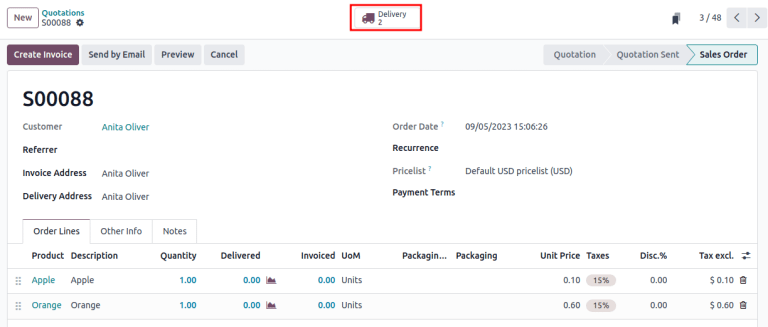 New Quotations S00088 Delivery 2 3 / 48
Create Invoice Send by Email Preview Cancel Quotation Quotation Sent Sales Order
S00088
Customer Anita Oliver Order Date ? 09/05/2023 15:06:26
Referrer Recurrence
Invoice Address Anita Oliver Pricelist ? Default USD pricelist (USD)
Delivery Address Anita Oliver Payment Terms
Order Lines Other Info Notes
Product Description Quantity Delivered Invoiced UoM Packagin... Packaging Unit Price Taxes Disc.% Tax excl.
Apple Apple 1.00 0.00 0.00 Units 0.10 15% 0.00 $ 0.10
Orange Orange 1.00 0.00 0.00 Units 0.60 15% 0.00 $ 0.60